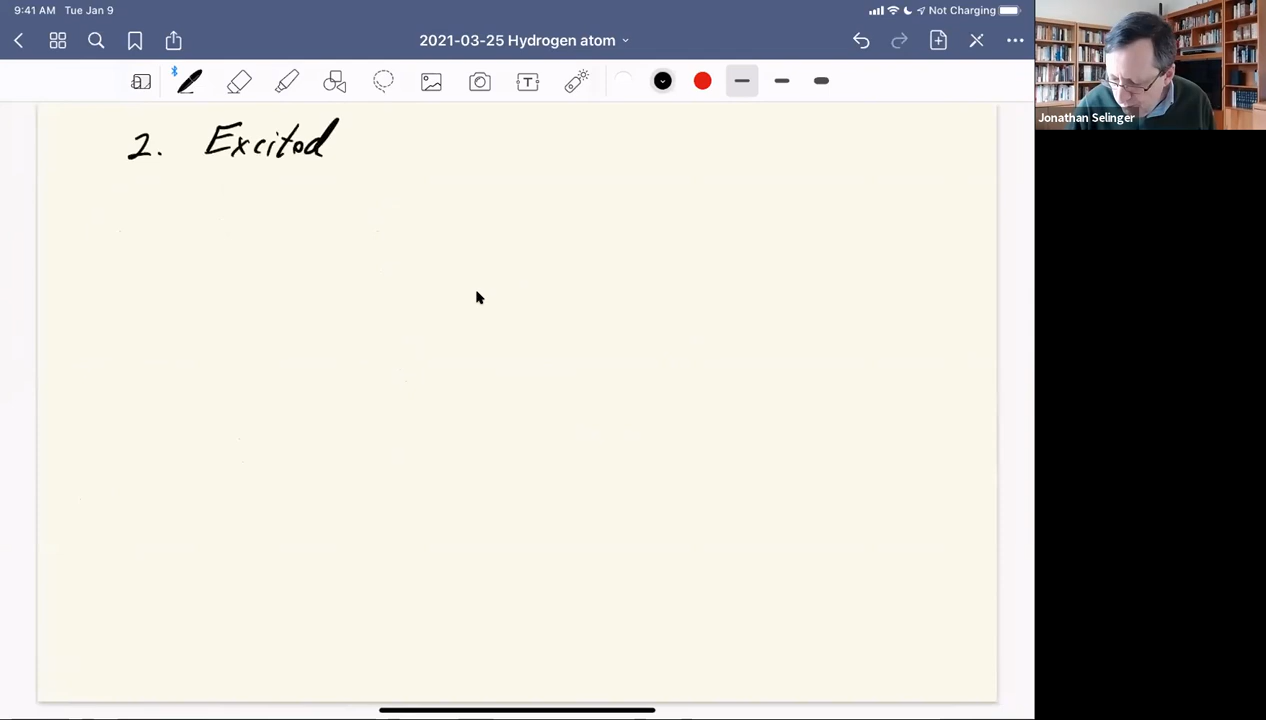 9:41 AM Tue Jan 9
Not Charging
2021-03-25 Hydrogen atom
T
Jonathan Selinger
2. Excited